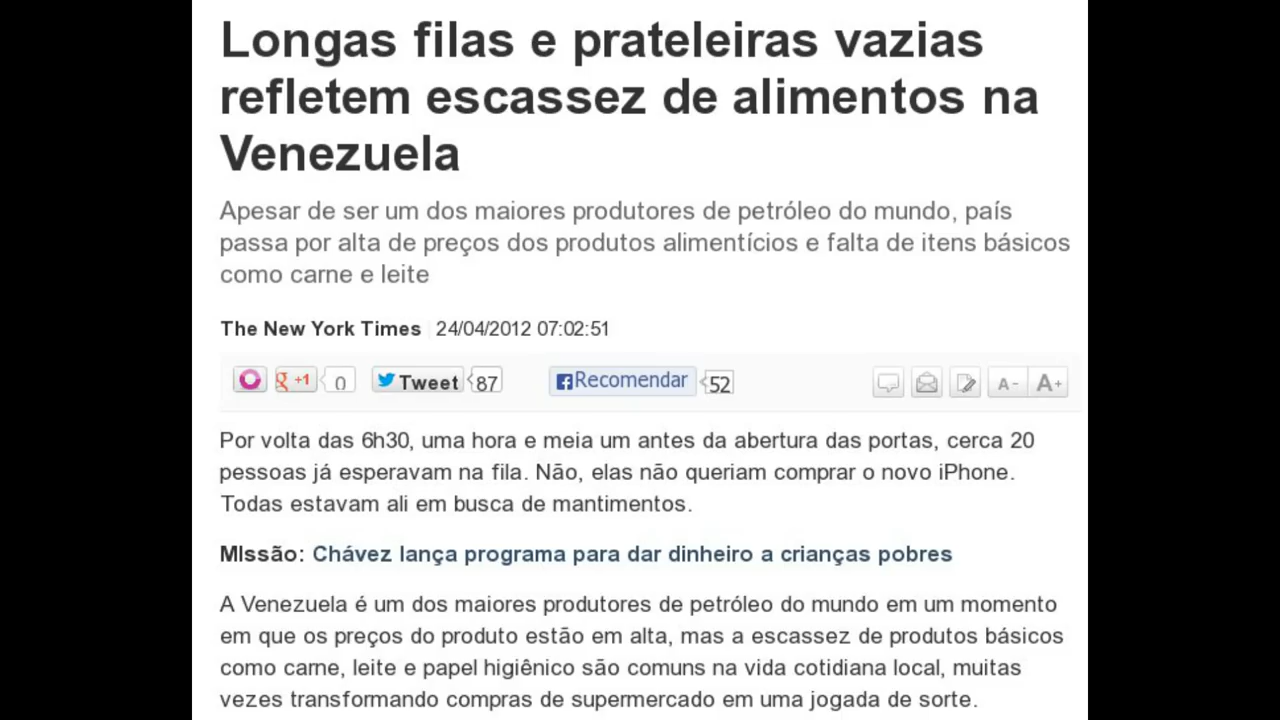 Longas filas e prateleiras vazias
refletem escassez de alimentos na
Venezuela
Apesar de ser um dos maiores produtores de petróleo do mundo, país
passa por alta de preços dos produtos alimentícios e falta de itens básicos
como carne e leite
The New York Times 24/04/2012 07:02:51
g +1 0 Tweet 87 f Recomendar 52 A- A+
Por volta das 6h30, uma hora e meia um antes da abertura das portas, cerca 20
pessoas já esperavam na fila. Não, elas não queriam comprar o novo iPhone.
Todas estavam ali em busca de mantimentos.
MIssão: Chávez lança programa para dar dinheiro a crianças pobres
A Venezuela é um dos maiores produtores de petróleo do mundo em um momento
em que os preços do produto estão em alta, mas a escassez de produtos básicos
como carne, leite e papel higiênico são comuns na vida cotidiana local, muitas
vezes transformando compras de supermercado em uma jogada de sorte.